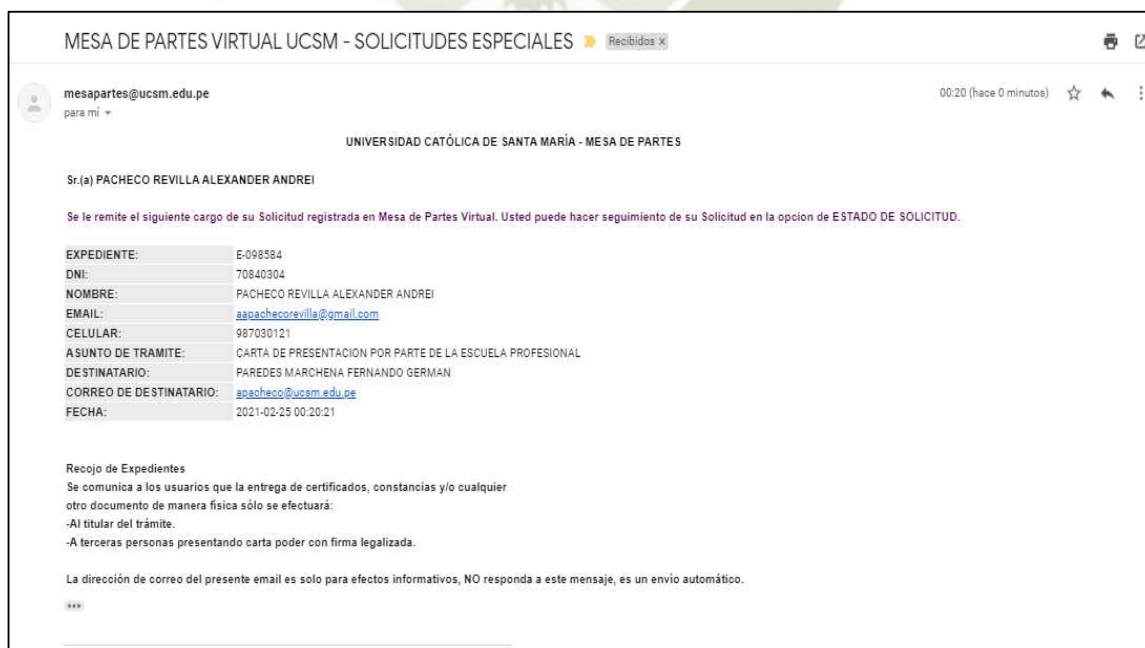 MESA DE PARTES VIRTUAL UCSM - SOLICITUDES ESPECIALES Recibidos x
mesapartes@ucsm.edu.pe 00:20 (hace 0 minutos)
para mí
UNIVERSIDAD CATÓLICA DE SANTA MARÍA - MESA DE PARTES
Sr.(a) PACHECO REVILLA ALEXANDER ANDREI
Se le remite el siguiente cargo de su Solicitud registrada en Mesa de Partes Virtual. Usted puede hacer seguimiento de su Solicitud en la opcion de ESTADO DE SOLICITUD.
EXPEDIENTE: E-098584
DNI: 70840304
NOMBRE: PACHECO REVILLA ALEXANDER ANDREI
EMAIL: aapachecorevilla@gmail.com
CELULAR: 987030121
ASUNTO DE TRAMITE: CARTA DE PRESENTACION POR PARTE DE LA ESCUELA PROFESIONAL
DESTINATARIO: PAREDES MARCHENA FERNANDO GERMAN
CORREO DE DESTINATARIO: apacheco@ucsm.edu.pe
FECHA: 2021-02-25 00:20:21
Recojo de Expedientes
Se comunica a los usuarios que la entrega de certificados, constancias y/o cualquier
otro documento de manera física sólo se efectuará:
-Al titular del trámite.
-A terceras personas presentando carta poder con firma legalizada.
La dirección de correo del presente email es solo para efectos informativos, NO responda a este mensaje, es un envío automático.